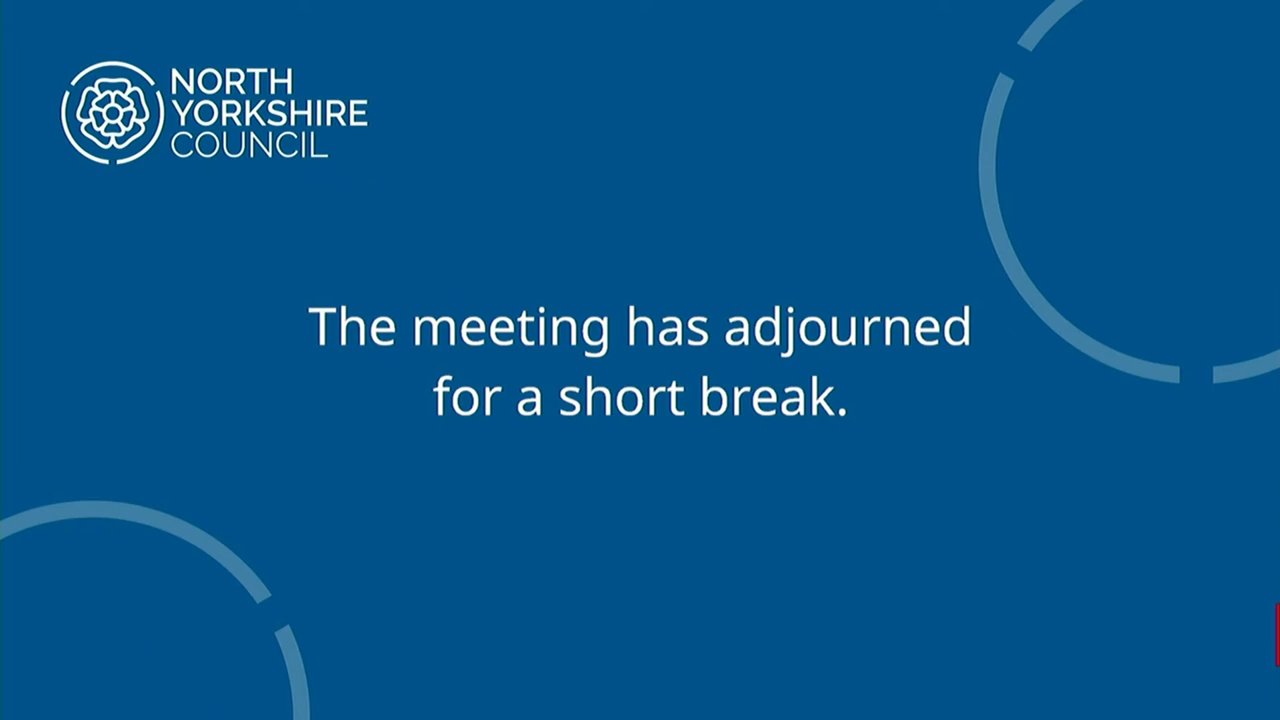 NORTH
YORKSHIRE
COUNCIL
The meeting has adjourned
for a short break.